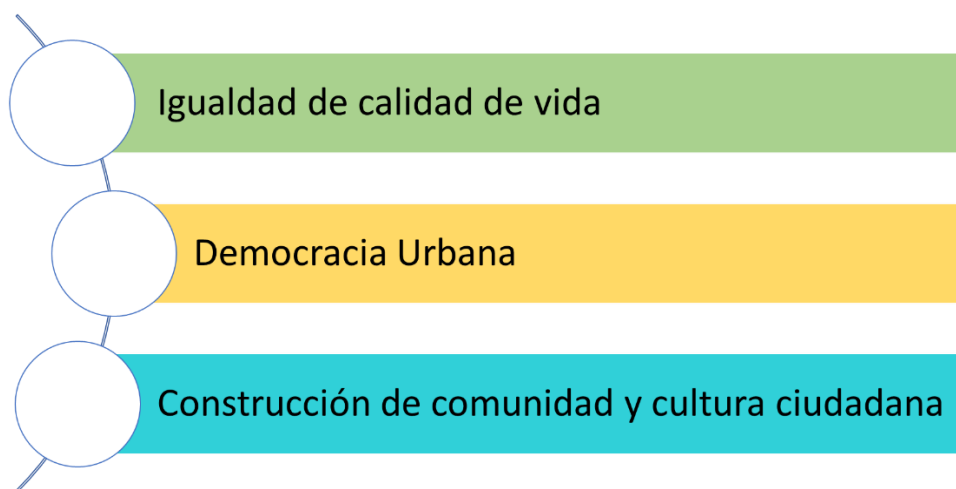 Igualdad de calidad de vida
Democracia Urbana
Construcción de comunidad y cultura ciudadana